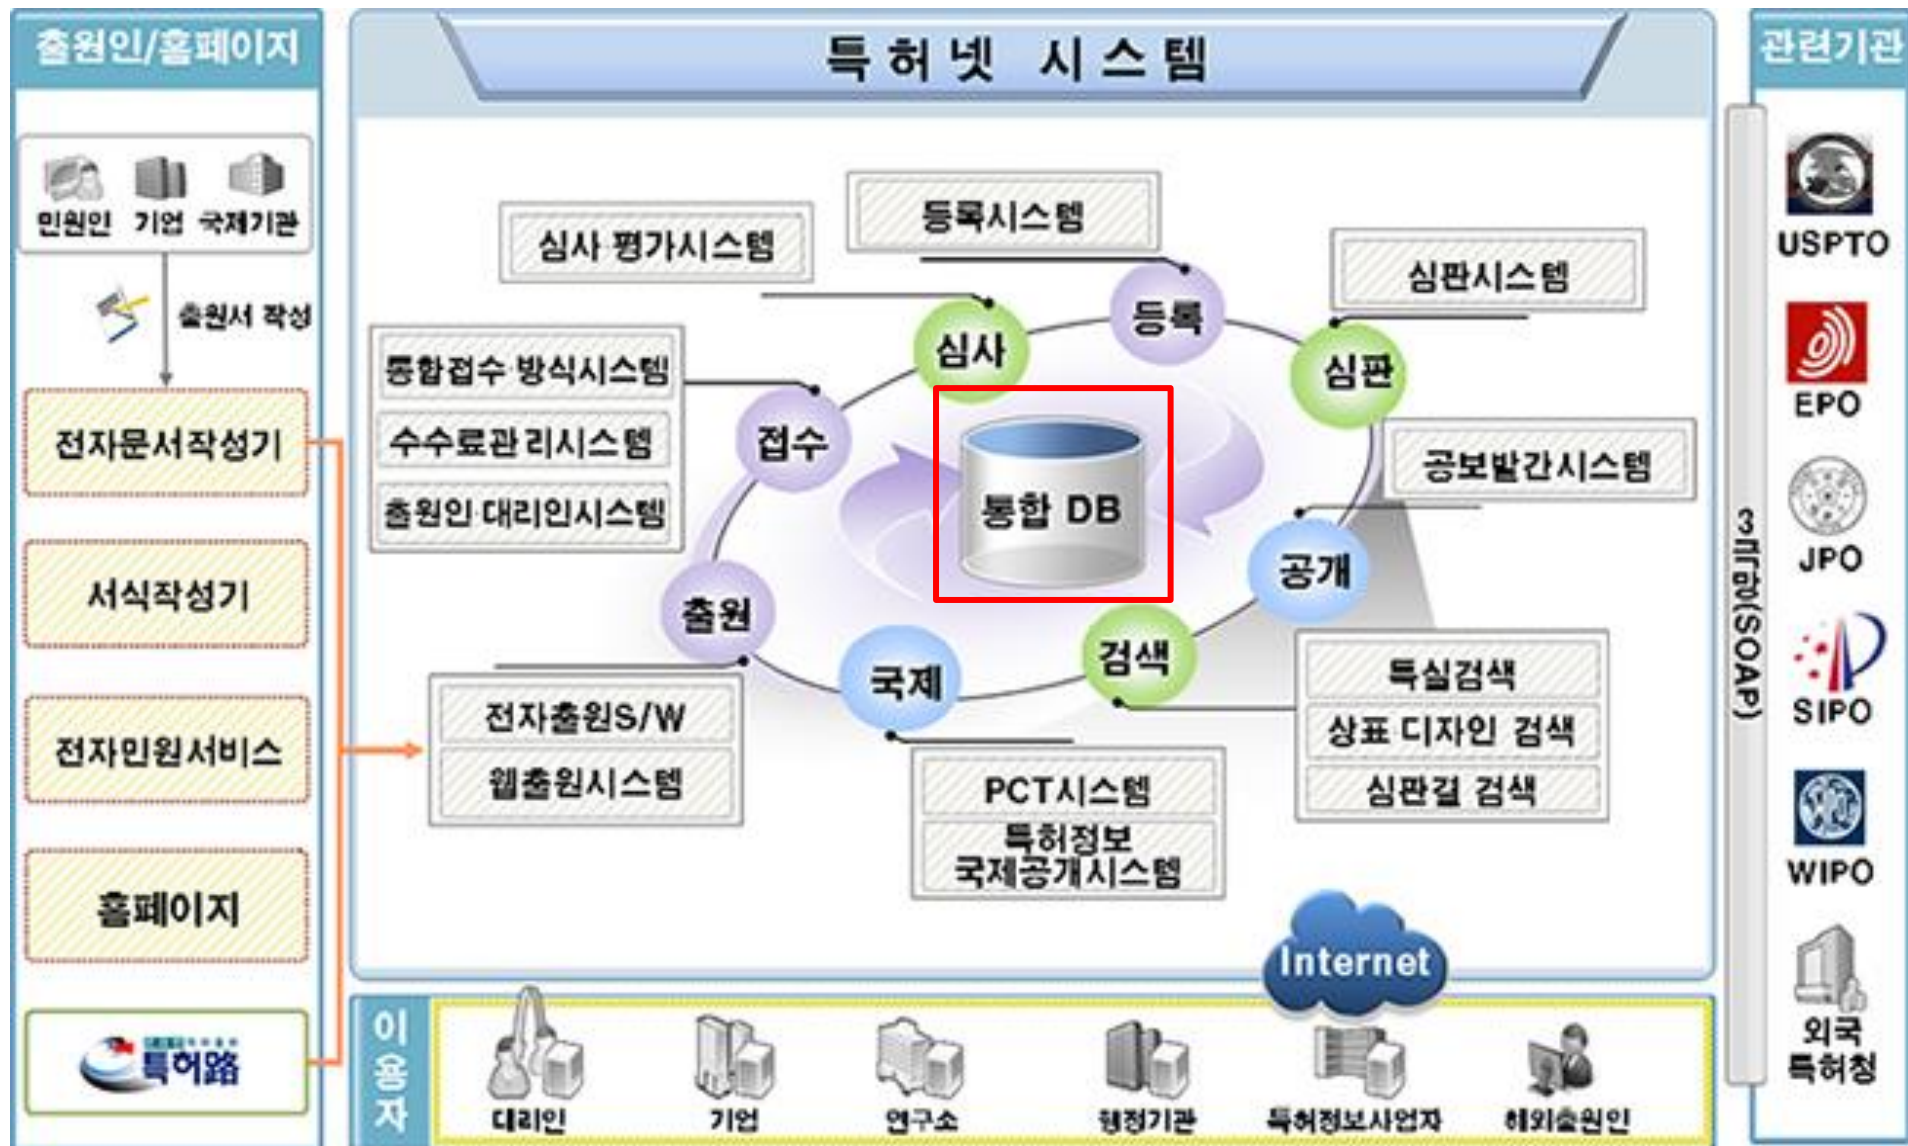 출원인/홈페이지
민원인 기업 국제기관
출원서 작성
전자문서작성기
서식작성기
전자민원서비스
홈페이지
특허路
특허넷 시스템
심사 평가시스템
등록시스템
심판시스템
통합접수 방식시스템
수수료관리시스템
출원인 대리인시스템
공보발간시스템
등록
심사
심판
접수
통합 DB
공개
출원
검색
국제
전자출원S/W
웹출원시스템
PCT시스템
특허정보
국제공개시스템
특실검색
상표 디자인 검색
심판결 검색
Internet
이용자
대리인 기업 연구소 행정기관 특허정보사업자 해외출원인
3극망(SOAP)
관련기관
USPTO
EPO
JPO
SIPO
WIPO
외국
특허청